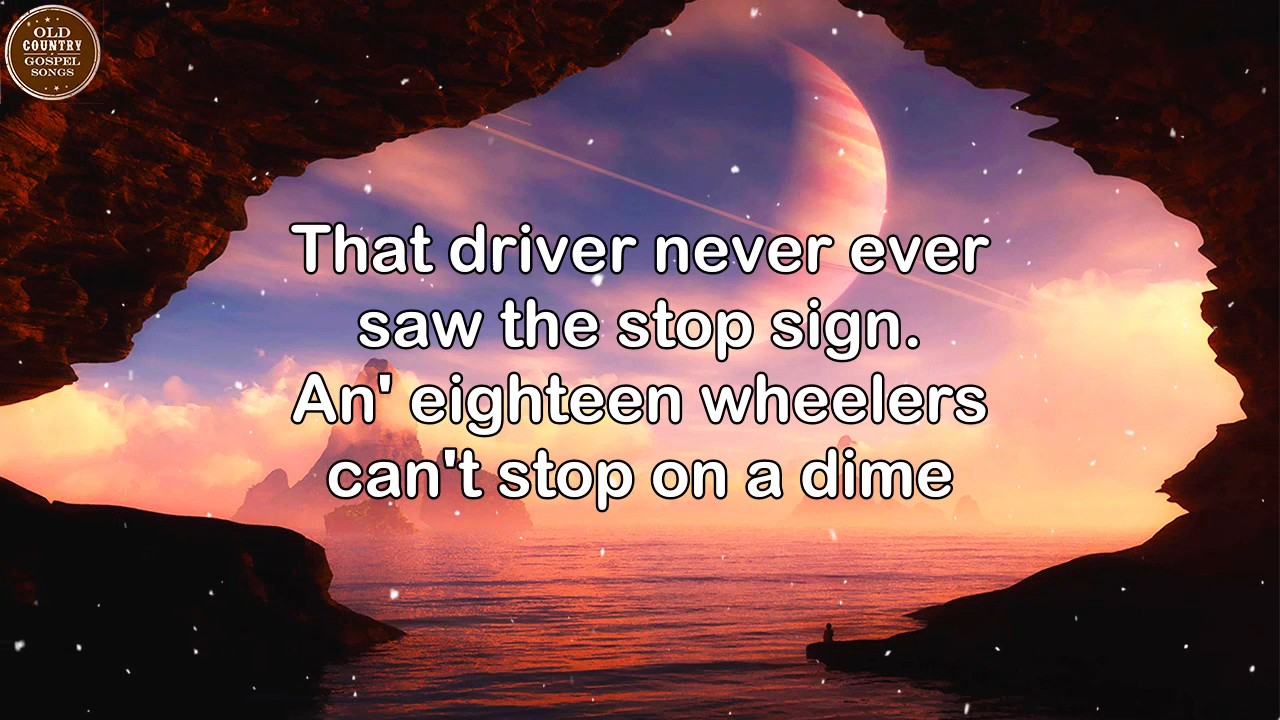 OLD
COUNTRY
GOSPEL
SONGS
That driver never ever
saw the stop sign.
An' eighteen wheelers
can't stop on a dime